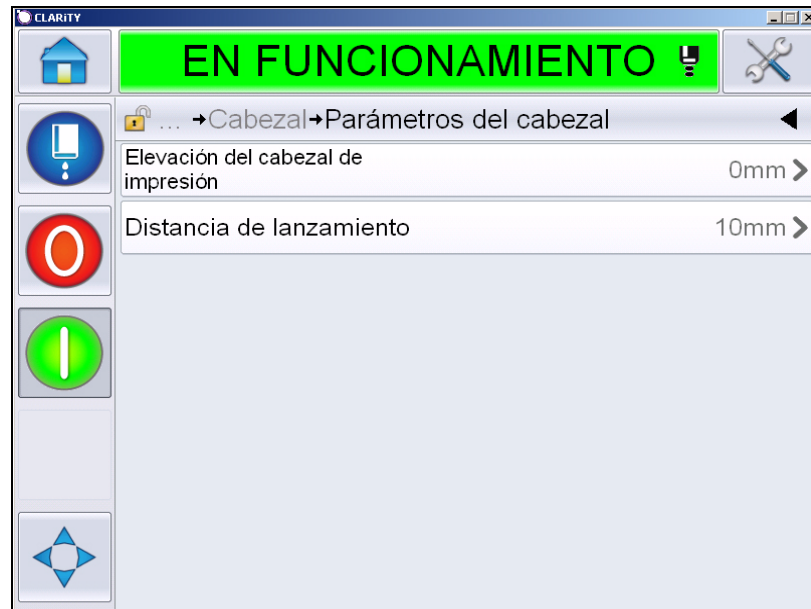 CLARiTY
EN FUNCIONAMIENTO
... →Cabezal→Parámetros del cabezal
Elevación del cabezal de
impresión
0mm
Distancia de lanzamiento
10mm